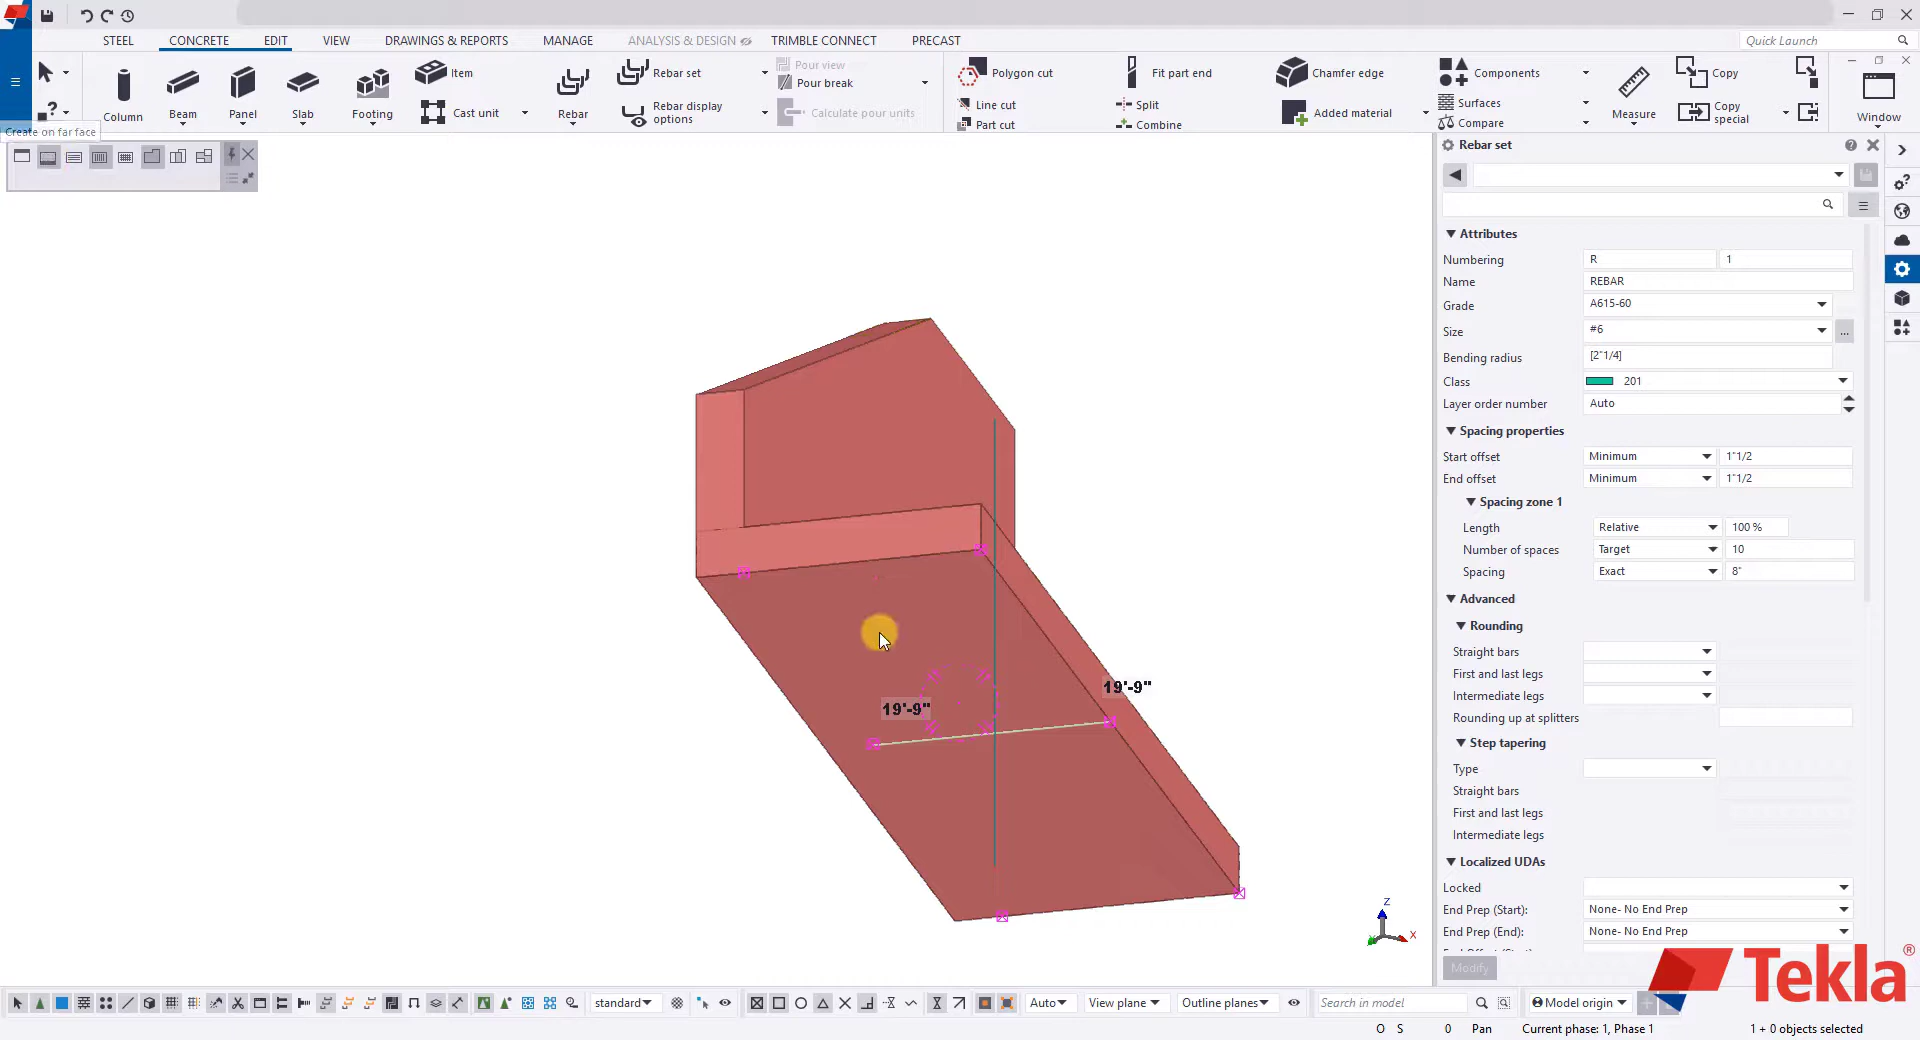 STEEL CONCRETE EDIT VIEW DRAWINGS & REPORTS MANAGE ANALYSIS & DESIGN TRIMBLE CONNECT PRECAST Quick Launch
Column
Beam
Panel
Slab
Footing
Item
Cast unit
Rebar
Rebar set
Rebar display
options
Pour view
Pour break
Calculate pour units
Polygon cut
Line cut
Part cut
Fit part end
Split
Combine
Chamfer edge
Added material
Components
Surfaces
Compare
Measure
Copy
Copy
special
Window
Create on far face
19'-9"
19'-9"
Z
X
Rebar set
Attributes
Numbering R 1
Name REBAR
Grade A615-60
Size #6 ...
Bending radius [2"1/4]
Class 201
Layer order number Auto
Spacing properties
Start offset Minimum 1"1/2
End offset Minimum 1"1/2
Spacing zone 1
Length Relative 100 %
Number of spaces Target 10
Spacing Exact 8"
Advanced
Rounding
Straight bars
First and last legs
Intermediate legs
Rounding up at splitters
Step tapering
Type
Straight bars
First and last legs
Intermediate legs
Localized UDAs
Locked
End Prep (Start): None- No End Prep
End Prep (End): None- No End Prep
Modify
Tekla®
standard Auto View plane Outline planes Search in model Model origin
O S 0 Pan Current phase: 1, Phase 1 1 + 0 objects selected